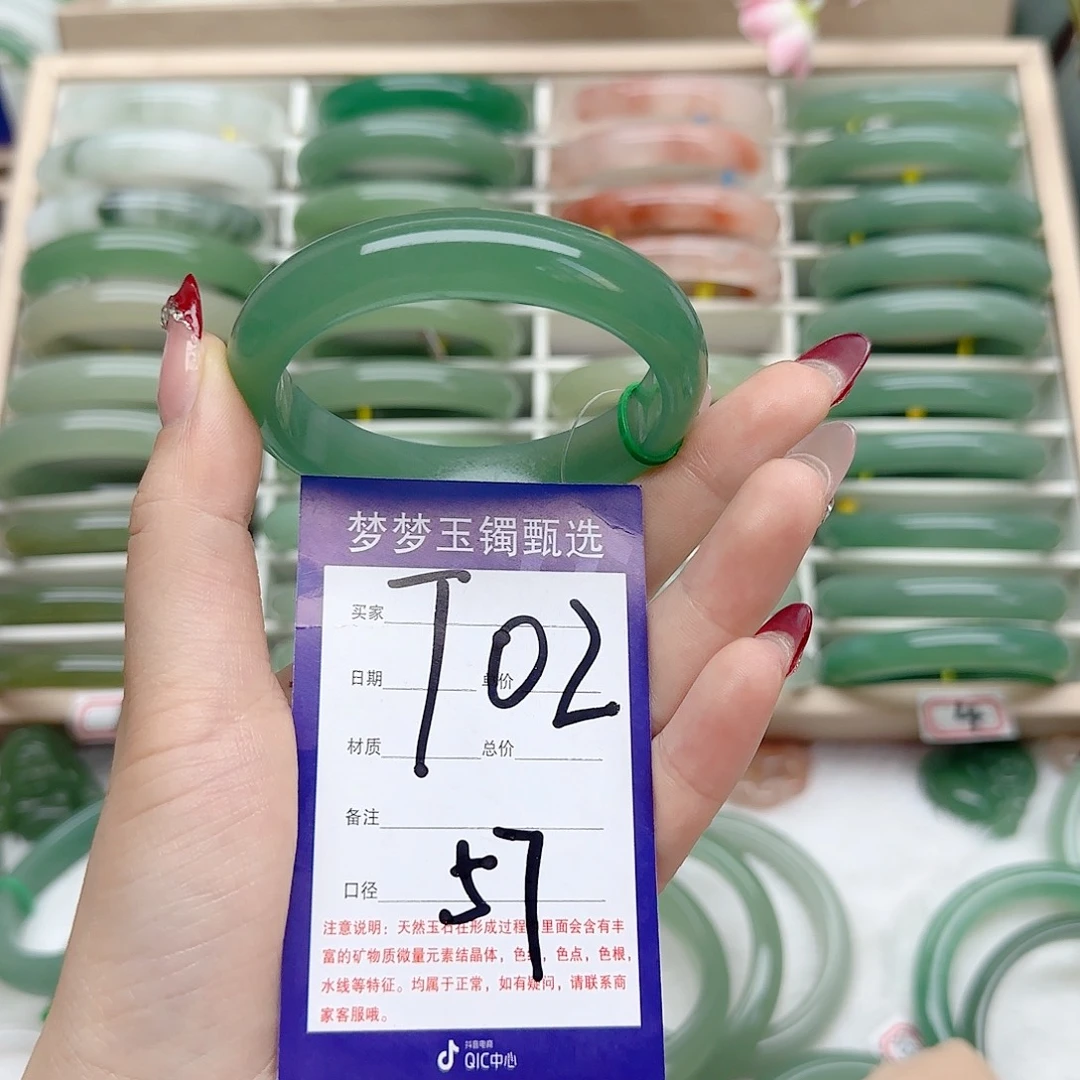 梦梦玉镯甄选
买家
T02
日期 单价
材质 总价
备注
口径 57
注意说明：天然玉石在形成过程中里面会含有丰
富的矿物质微量元素结晶体，色线，色点，色根，
水线等特征。均属于正常，如有疑问，请联系商
家客服哦。
抖音电商
QIC中心